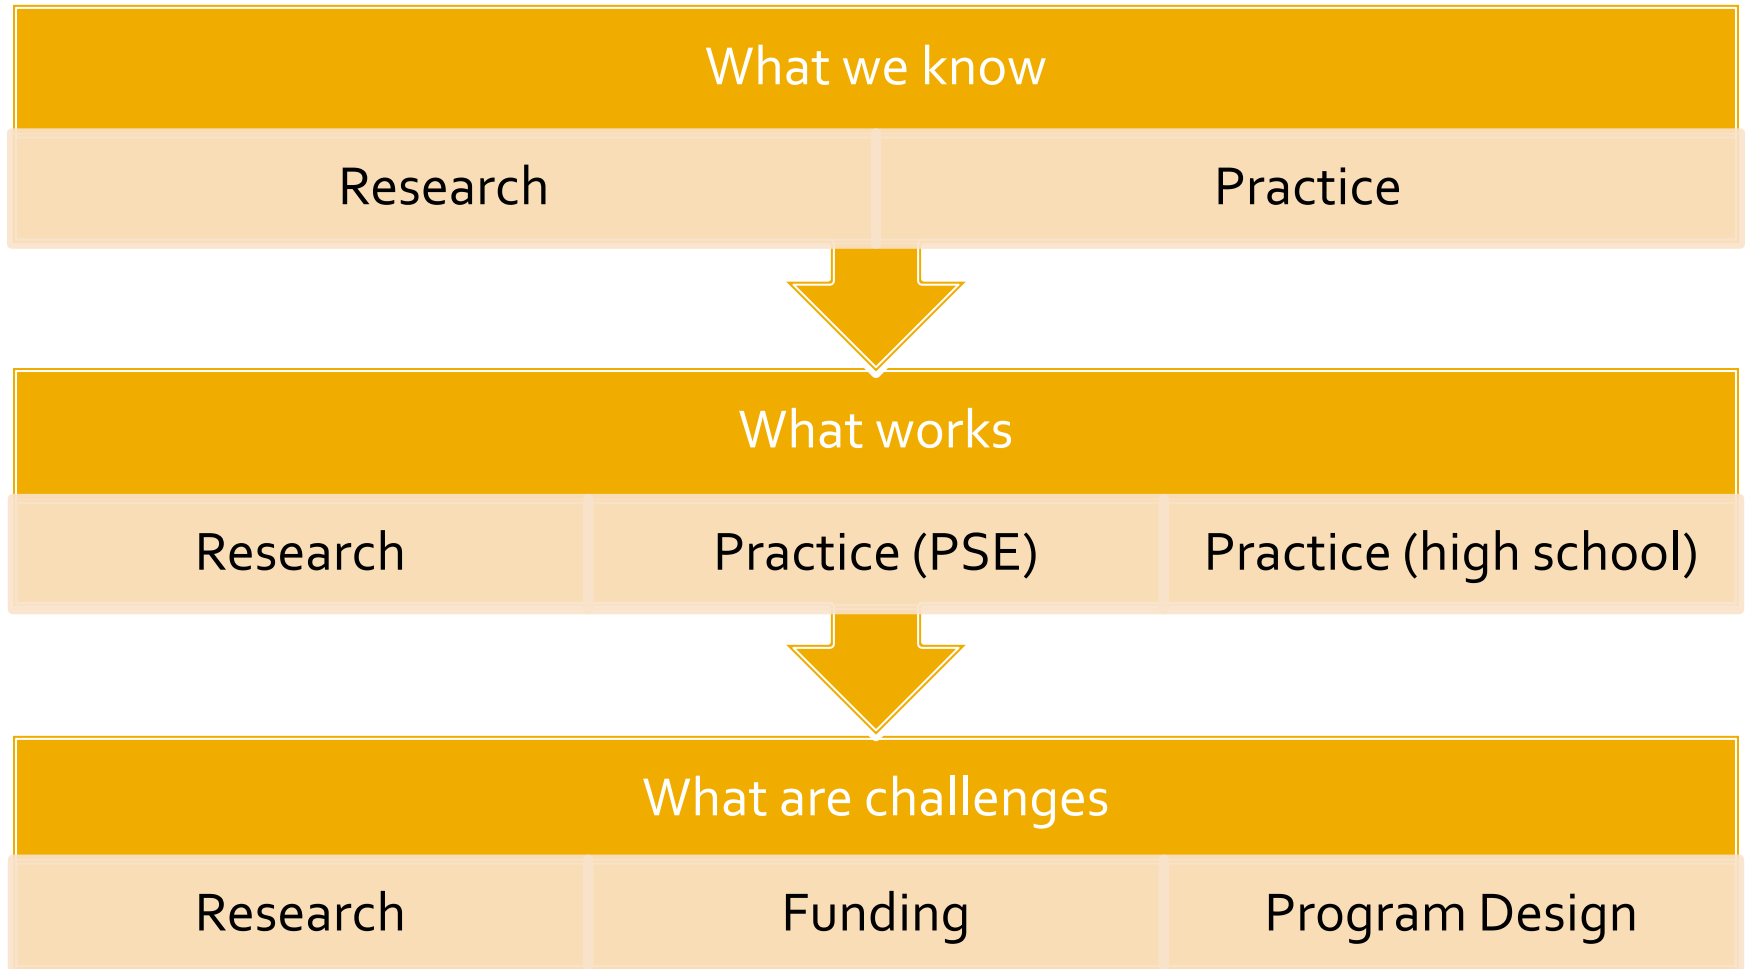 What we know
Research Practice
What works
Research Practice (PSE) Practice (high school)
What are challenges
Research Funding Program Design